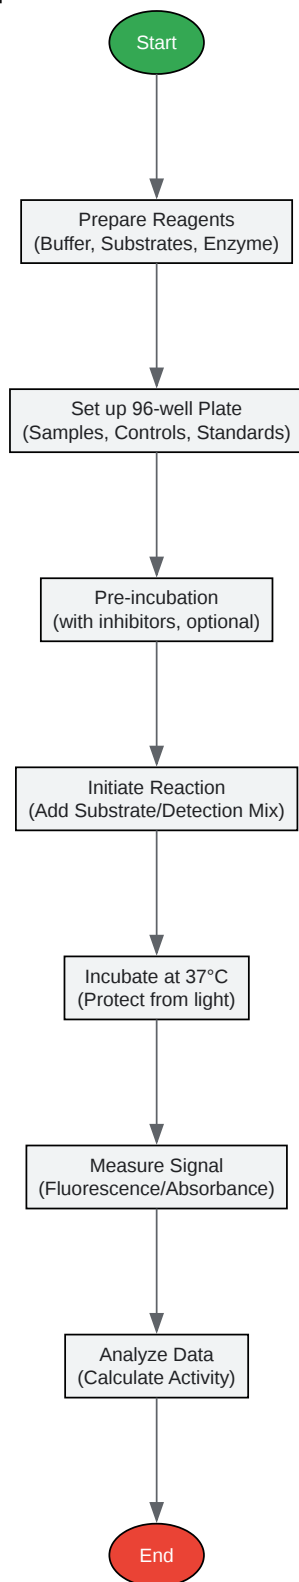 Start
Prepare Reagents
(Buffer, Substrates, Enzyme)
Set up 96-well Plate
(Samples, Controls, Standards)
Pre-incubation
(with inhibitors, optional)
Initiate Reaction
(Add Substrate/Detection Mix)
Incubate at 37°C
(Protect from light)
Measure Signal
(Fluorescence/Absorbance)
Analyze Data
(Calculate Activity)
End